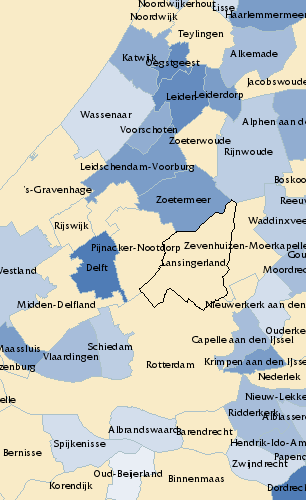 Noordwijkerhout
Lisse
Noordwijk
Haarlemmermeer
Teylingen
Katwijk
Oegstgeest
Alkemade
Jacobswoude
Leiden
Leiderdorp
Wassenaar
Alphen aan de
Voorschoten
Zoeterwoude
Rijnwoude
Leidschendam-Voorburg
Boskoo
's-Gravenhage
Zoetermeer
Reeuw
Waddinxvee
Rijswijk
Pijnacker-Nootdorp
Zevenhuizen-Moerkapelle
Gou
Lansingerland
Delft
Moordrec
Westland
Midden-Delfland
Nieuwerkerk aan den
Ouderke
Capelle aan den IJssel
Maassluis
Schiedam
Vlaardingen
Krimpen aan den IJsse
Rotterdam
zenburg
Nederlek
Nieuw-Lekke
elle
Ridderkerk
Alblasser
Albrandswaard
Barendrecht
Spijkenisse
Hendrik-Ido-Am
Bernisse
Papend
Zwijndrecht
Oud-Beijerland
Binnenmaas
Korendijk
Dordrec